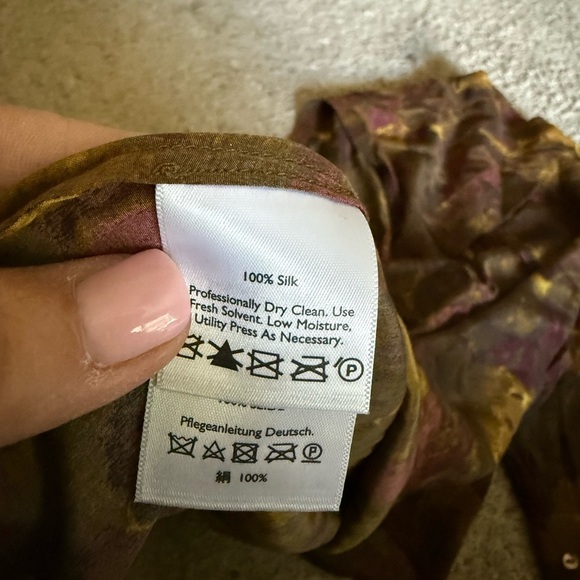 100% Silk
Professionally Dry Clean. Use
Fresh Solvent. Low Moisture,
Utility Press As Necessary.
P
Pflegeanleitung Deutsch.
P
絹 100%